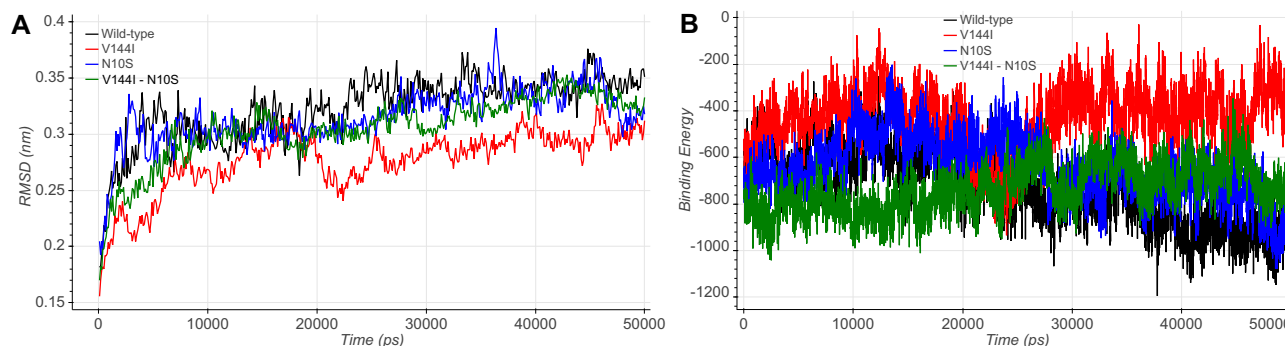 A
RMSD (nm)
0.4
0.35
0.3
0.25
0.2
0.15
Wild-type
V144I
N10S
V144I - N10S
0
10000
20000
30000
40000
50000
Time (ps)
B
Binding Energy
0
-200
-400
-600
-800
-1000
-1200
Wild-type
V144I
N10S
V144I - N10S
0
10000
20000
30000
40000
50000
Time (ps)